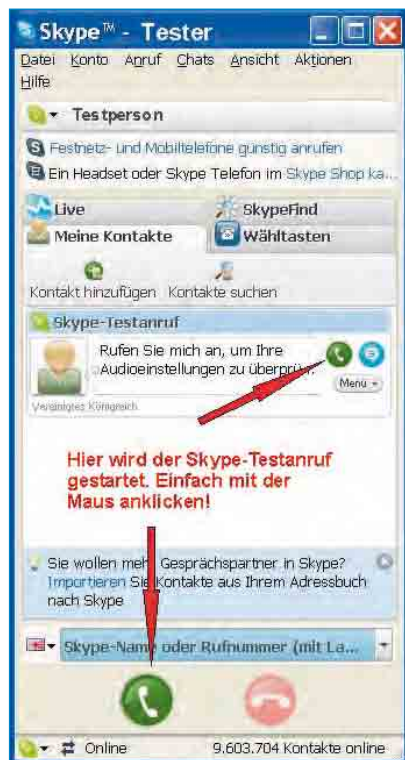 Skype™ - Tester
Datei Konto Anruf Chats Ansicht Aktionen
Hilfe
Testperson
Festnetz- und Mobiltelefone günstig anrufen
Ein Headset oder Skype Telefon im Skype Shop ka...
Live SkypeFind
Meine Kontakte Wähltasten
Kontakt hinzufügen Kontakte suchen
Skype-Testanruf
Rufen Sie mich an, um Ihre
Audioeinstellungen zu
Menü
Vereinigtes Königreich
Hier wird der Skype-Testanruf
gestartet. Einfach mit der
Maus anklicken!
Sie wollen mehr Gesprächspartner in Skype?
Importieren Sie Kontakte aus Ihrem Adressbuch
nach Skype
Skype-Name oder Rufnummer (mit La...
Online 9.603.704 Kontakte online